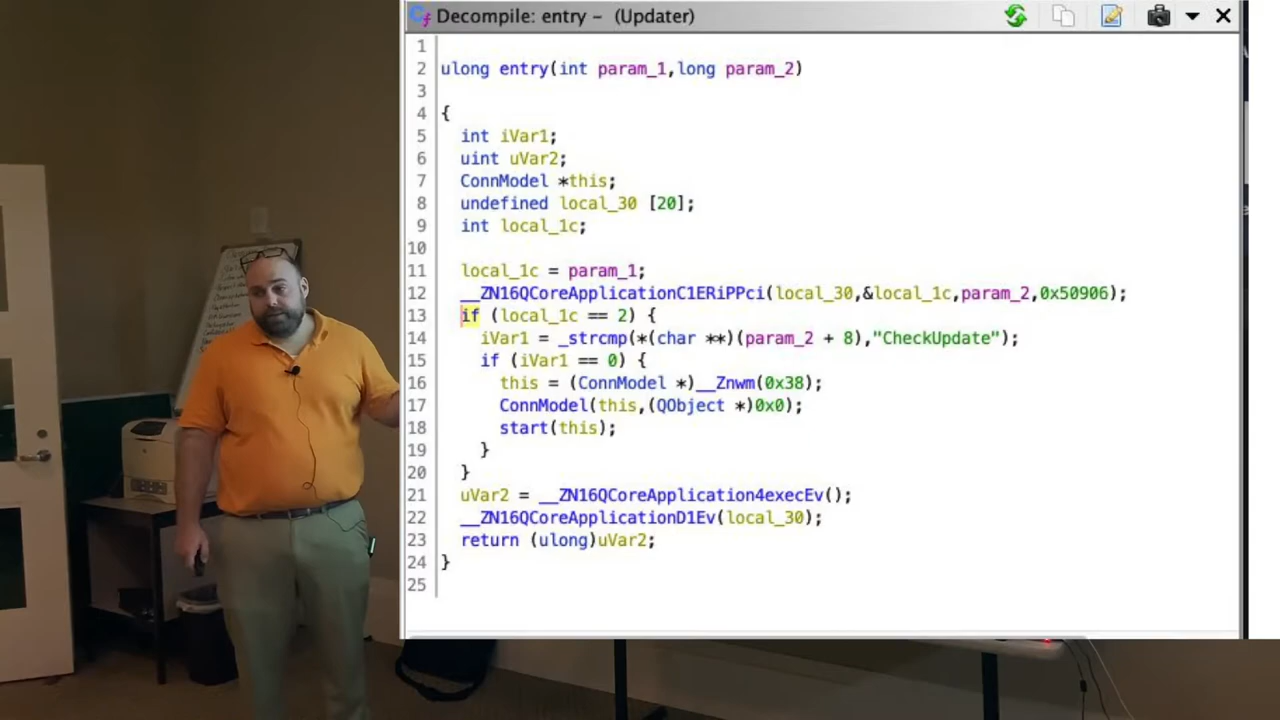 Decompile: entry – (Updater)
1
2 ulong entry(int param_1,long param_2)
3
4 {
5 int iVar1;
6 uint uVar2;
7 ConnModel *this;
8 undefined local_30 [20];
9 int local_1c;
10
11 local_1c = param_1;
12 __ZN16QCoreApplicationC1ERiPPci(local_30,&local_1c,param_2,0x50906);
13 if (local_1c == 2) {
14 iVar1 = _strcmp(*(char **)(param_2 + 8),"CheckUpdate");
15 if (iVar1 == 0) {
16 this = (ConnModel *)__Znwm(0x38);
17 ConnModel(this,(QObject *)0x0);
18 start(this);
19 }
20 }
21 uVar2 = __ZN16QCoreApplication4execEv();
22 __ZN16QCoreApplicationD1Ev(local_30);
23 return (ulong)uVar2;
24 }
25